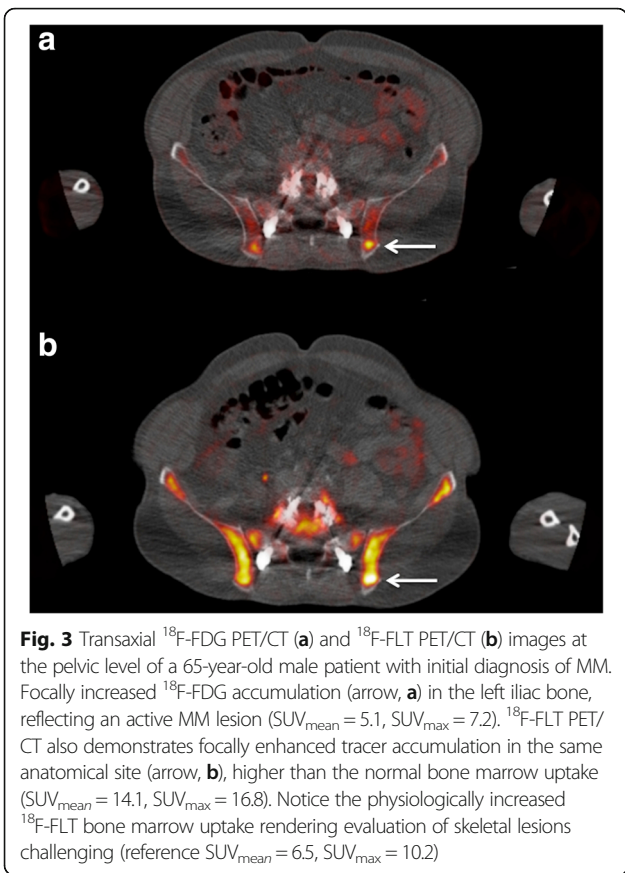 a
b
Fig. 3 Transaxial ¹⁸F-FDG PET/CT (a) and ¹⁸F-FLT PET/CT (b) images at
the pelvic level of a 65-year-old male patient with initial diagnosis of MM.
Focally increased ¹⁸F-FDG accumulation (arrow, a) in the left iliac bone,
reflecting an active MM lesion (SUVmean = 5.1, SUVmax = 7.2). ¹⁸F-FLT PET/
CT also demonstrates focally enhanced tracer accumulation in the same
anatomical site (arrow, b), higher than the normal bone marrow uptake
(SUVmean = 14.1, SUVmax = 16.8). Notice the physiologically increased
¹⁸F-FLT bone marrow uptake rendering evaluation of skeletal lesions
challenging (reference SUVmean = 6.5, SUVmax = 10.2)